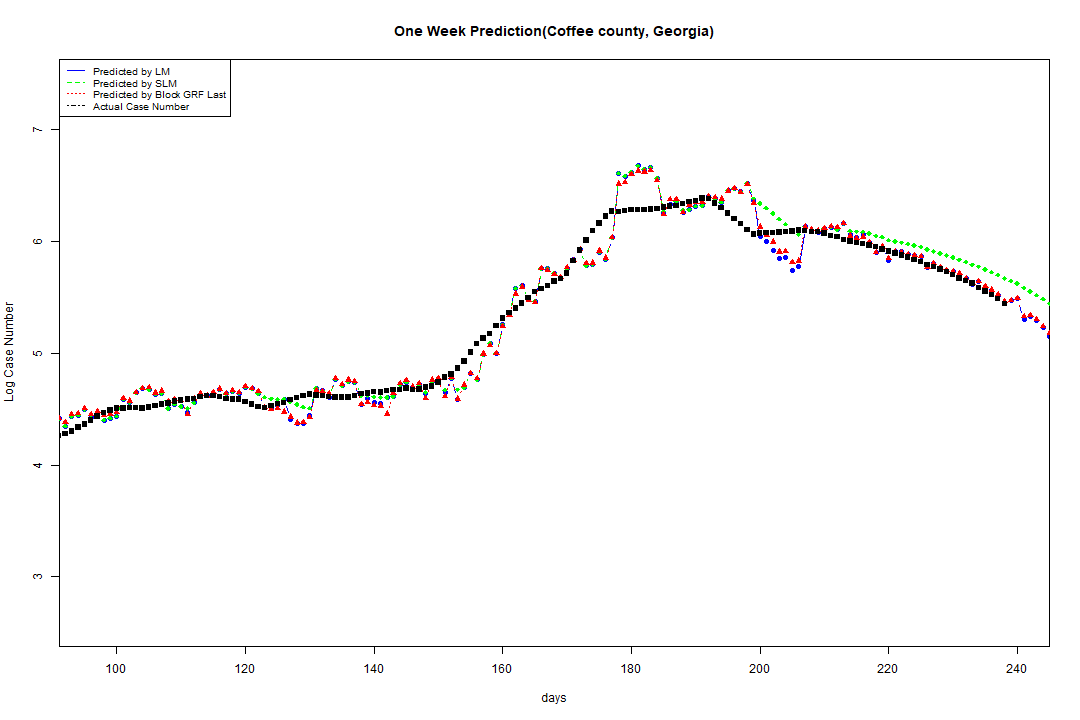 One Week Prediction(Coffee county, Georgia)
Predicted by LM
Predicted by SLM
Predicted by Block GRF Last
Actual Case Number
7
6
5
4
3
Log Case Number
100 120 140 160 180 200 220 240
days